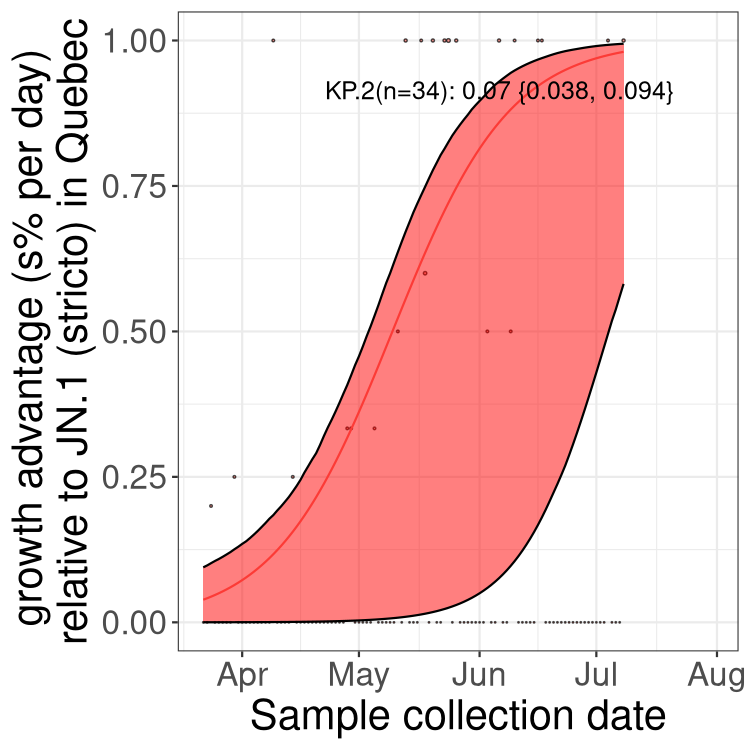 growth advantage (s% per day)
relative to JN.1 (stricto) in Quebec
1.00
0.75
0.50
0.25
0.00
KP.2(n=34): 0.07 {0.038, 0.094}
Apr May Jun Jul Aug
Sample collection date